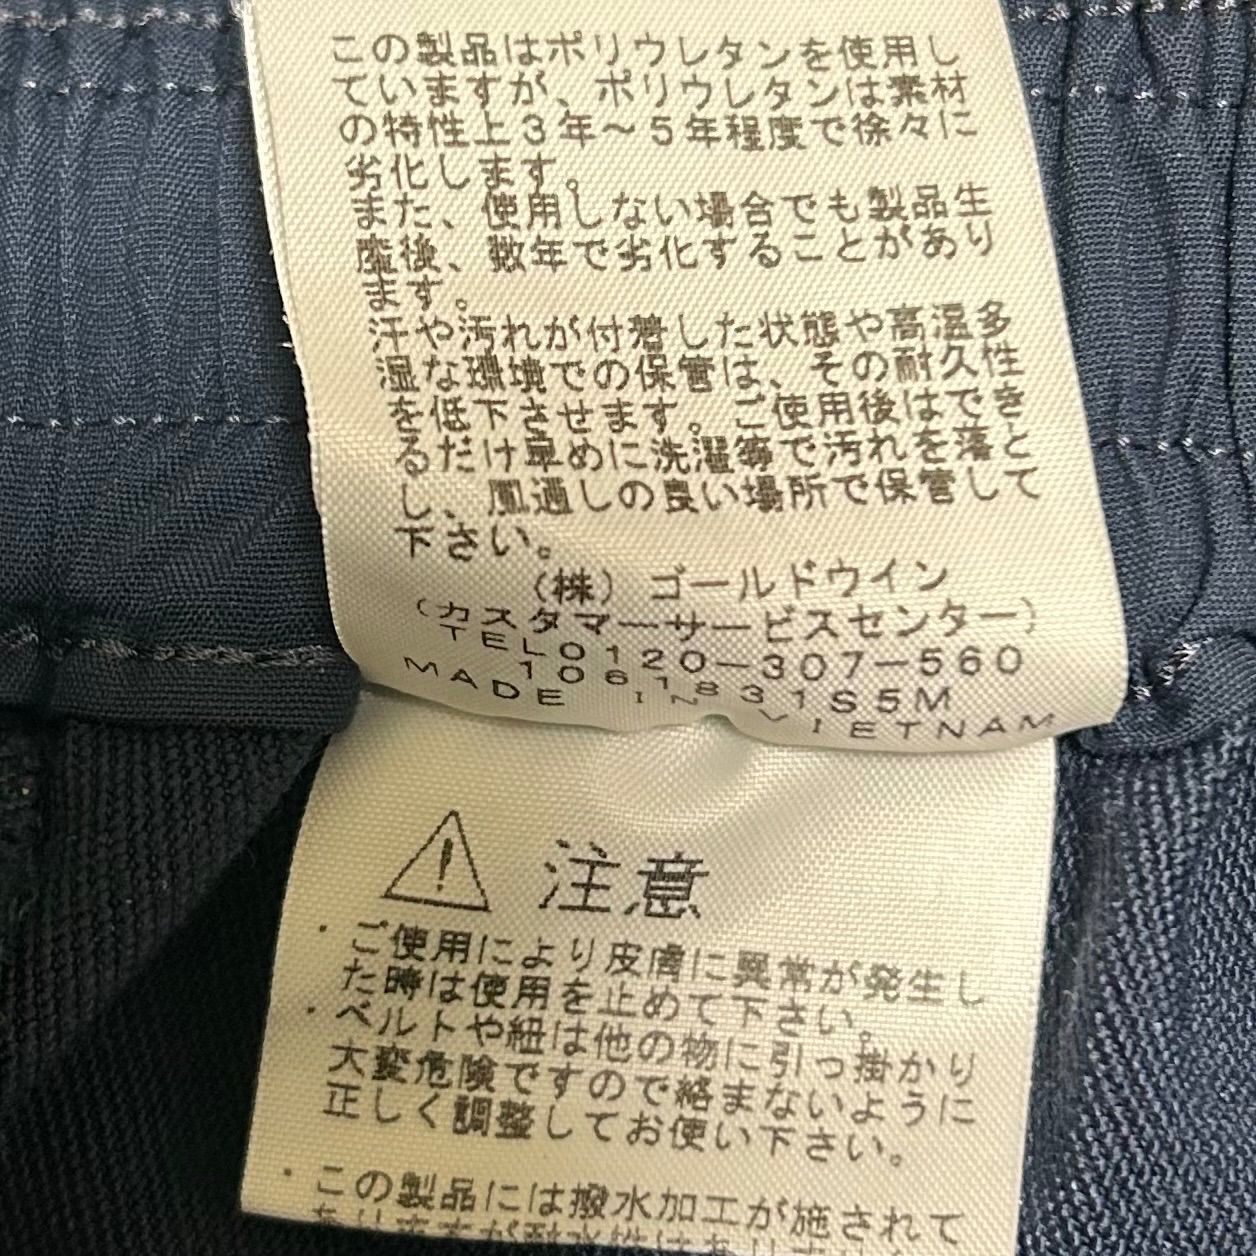 この製品はポリウレタンを使用し
ていますが、ポリウレタンは素材
の特性上3年～5年程度で徐々に
劣化します。
また、使用しない場合でも製品生
産後、数年で劣化することがあり
ます。
汗や汚れが付着した状態や高温多
湿な環境での保管は、その耐久性
を低下させます。ご使用後はでき
るだけ早めに洗濯等で汚れを落と
し、風通しの良い場所で保管して
下さい。
（株）ゴールドウイン
（カスタマーサービスセンター）
TEL0120-307-560
1061831S5M
MADE IN VIETNAM
⚠ 注意
・ご使用により皮膚に異常が発生し
た時は使用を止めて下さい。
・ベルトや紐は他の物に引っ掛かり
大変危険ですので絡まないように
正しく調整してお使い下さい。
・この製品には撥水加工が施されて
ありますが耐水性はありません